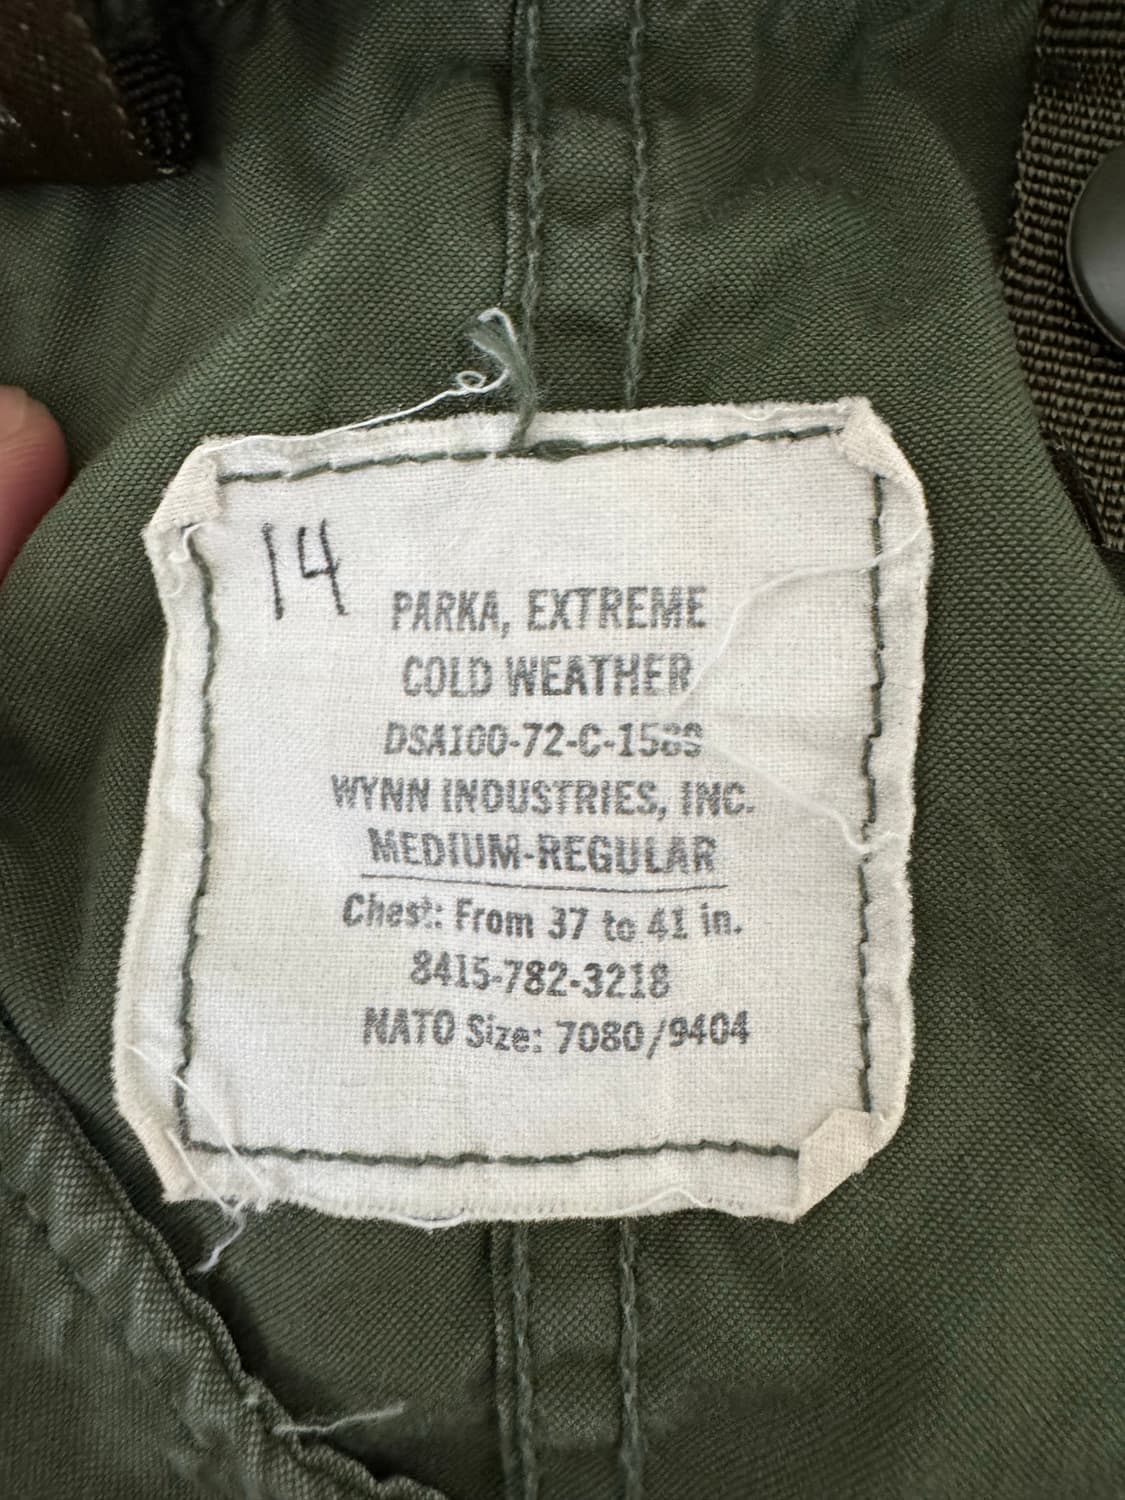 14
PARKA, EXTREME
COLD WEATHER
DSA100-72-C-1589
WYNN INDUSTRIES, INC.
MEDIUM-REGULAR
Chest: From 37 to 41 in.
8415-782-3218
NATO Size: 7080/9404